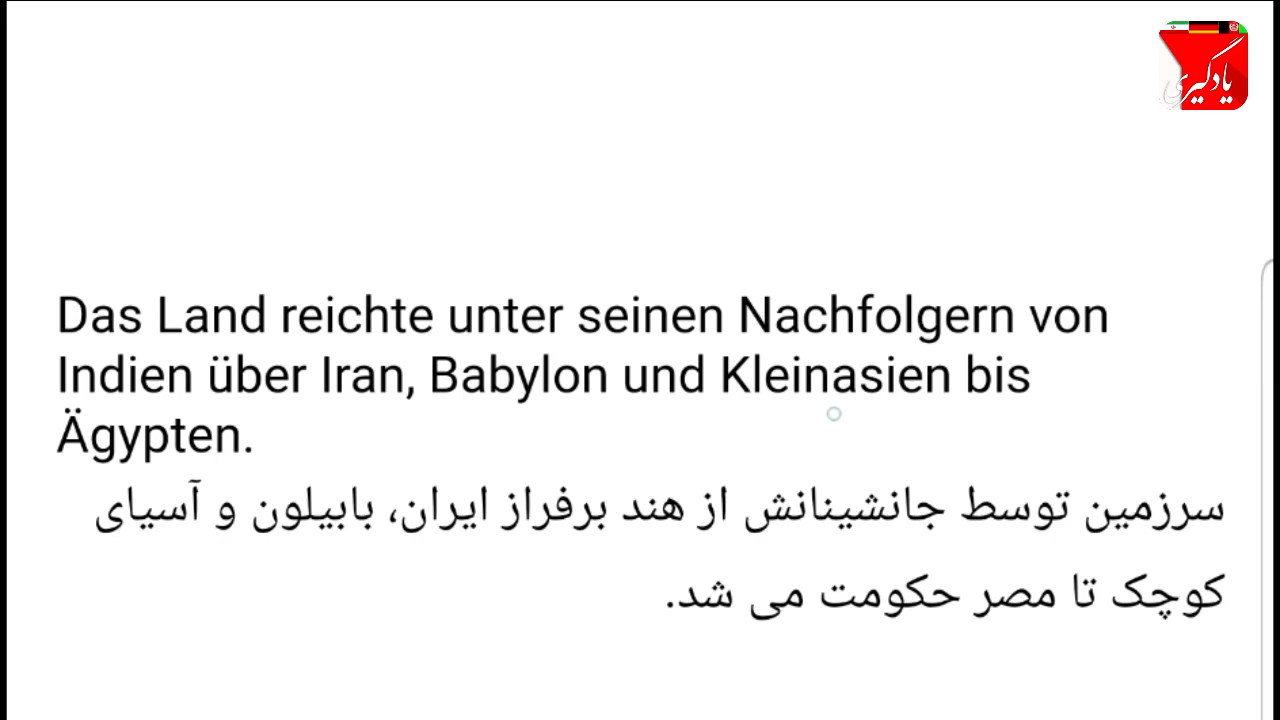 یادگیری
Das Land reichte unter seinen Nachfolgern von
Indien über Iran, Babylon und Kleinasien bis
Ägypten.
سرزمین توسط جانشینانش از هند برفراز ایران، بابیلون و آسیای
کوچک تا مصر حکومت می شد.